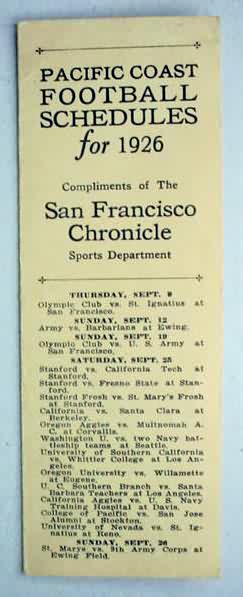 PACIFIC COAST
FOOTBALL
SCHEDULES
for 1926
Compliments of The
San Francisco
Chronicle
Sports Department
THURSDAY, SEPT. 9
Olympic Club vs. St. Ignatius at
San Francisco.
SUNDAY, SEPT. 12
Army vs. Barbarians at Ewing.
SUNDAY, SEPT. 19
Olympic Club vs. U. S. Army at
San Francisco.
SATURDAY, SEPT. 25
Stanford vs. California Tech at
Stanford.
Stanford vs. Fresno State at Stan-
ford.
Stanford Frosh vs. St. Mary's Frosh
at Stanford.
California vs. Santa Clara at
Berkeley.
Oregon Aggies vs. Multnomah A.
A. C. at Corvallis.
Washington U. vs. two Navy bat-
tleship teams at Seattle.
University of Southern California
vs. Whittier College at Los An-
geles.
Oregon University vs. Willamette
at Eugene.
U. C. Southern Branch vs. Santa
Barbara Teachers at Los Angeles.
California Aggies vs. U. S. Navy
Training Hospital at Davis.
College of Pacific vs. San Jose
Alumni at Stockton.
University of Nevada vs. St. Ig-
natius at Reno.
SUNDAY, SEPT. 26
St. Marys vs. 9th Army Corps at
Ewing Field.